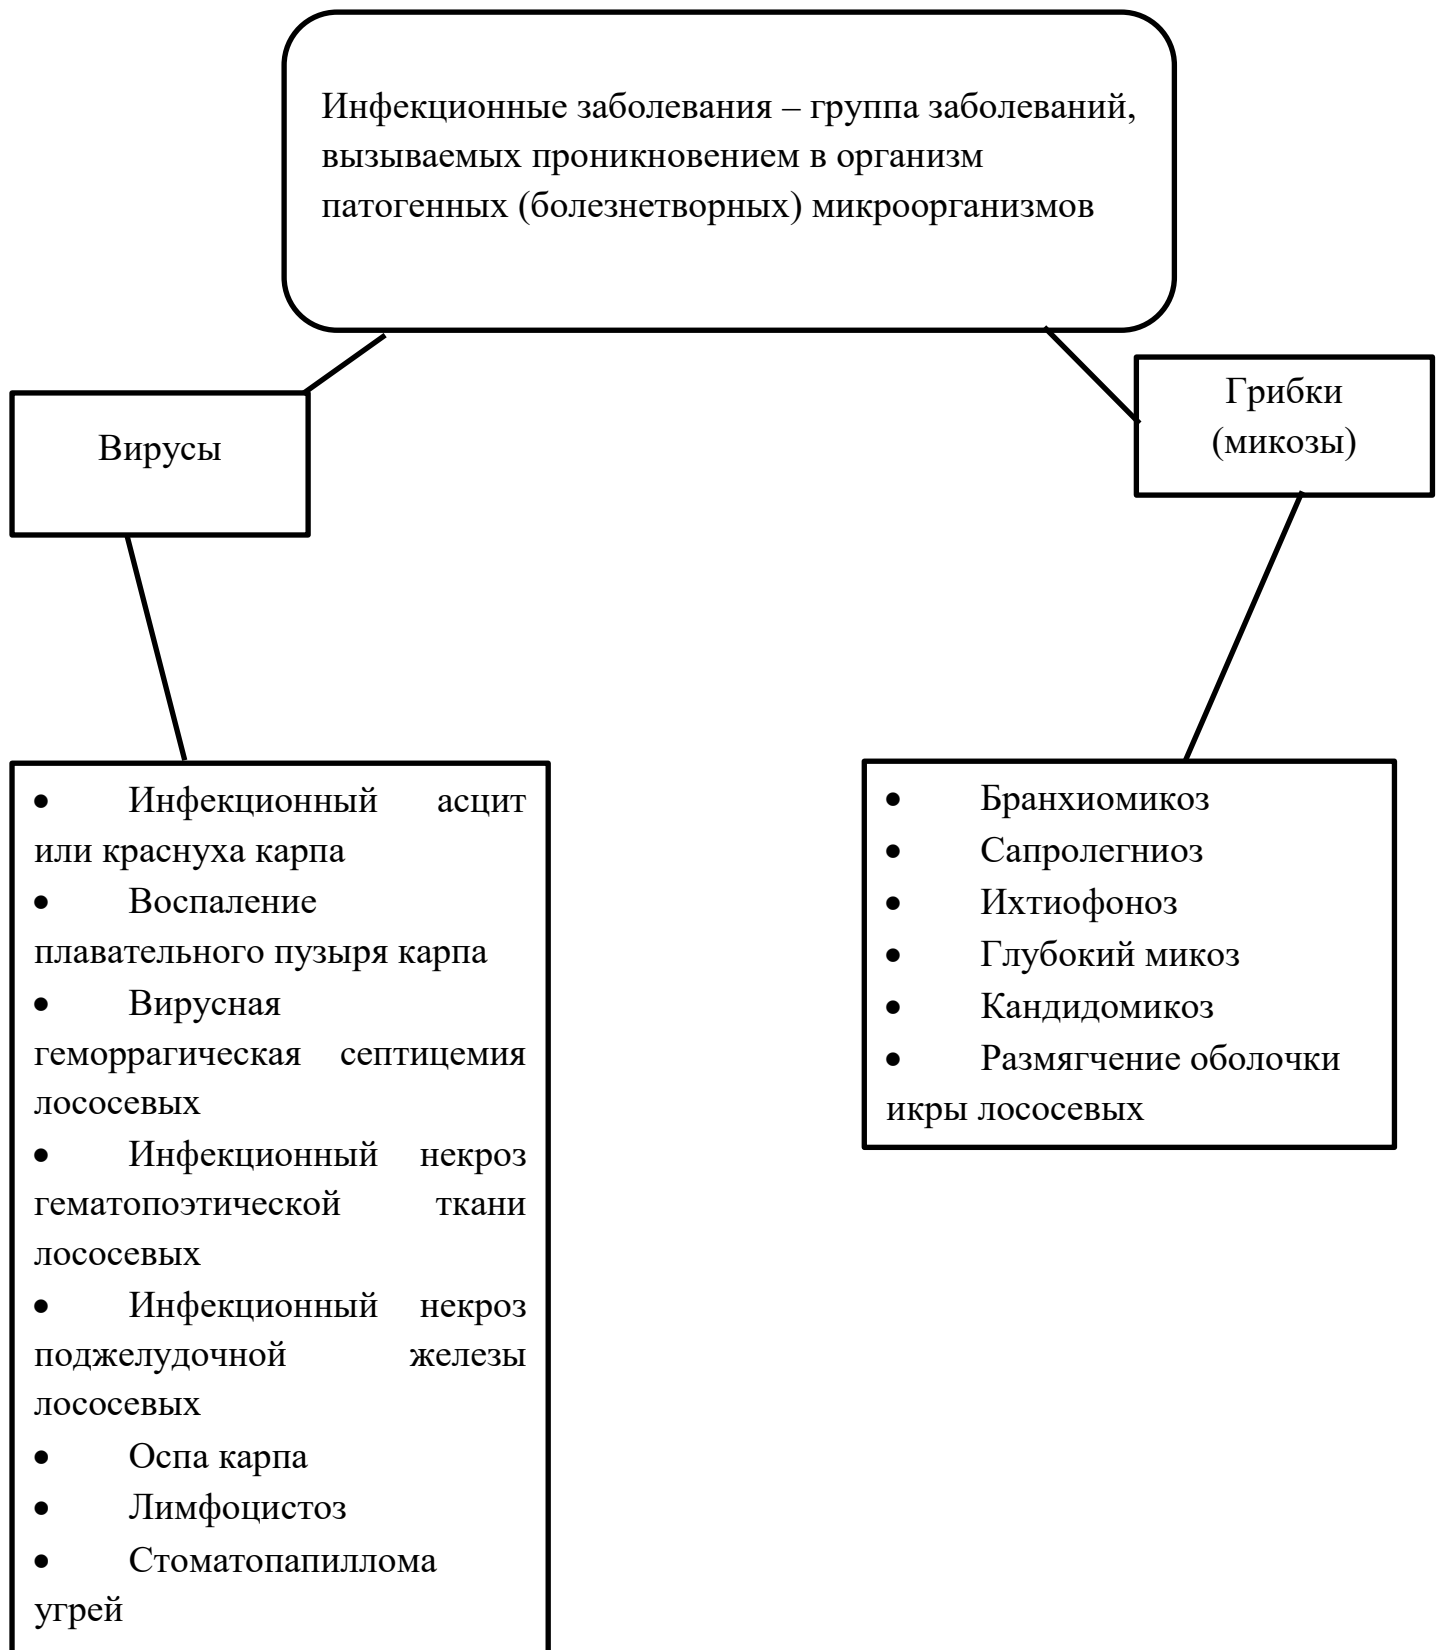 Инфекционные заболевания – группа заболеваний,
вызываемых проникновением в организм
патогенных (болезнетворных) микроорганизмов
Вирусы
Грибки
(микозы)
• Инфекционный асцит
или краснуха карпа
• Воспаление
плавательного пузыря карпа
• Вирусная
геморрагическая септицемия
лососевых
• Инфекционный некроз
гематопоэтической ткани
лососевых
• Инфекционный некроз
поджелудочной железы
лососевых
• Оспа карпа
• Лимфоцистоз
• Стоматопапиллома
угрей
• Бранхиомикоз
• Сапролегниоз
• Ихтиофоноз
• Глубокий микоз
• Кандидомикоз
• Размягчение оболочки
икры лососевых